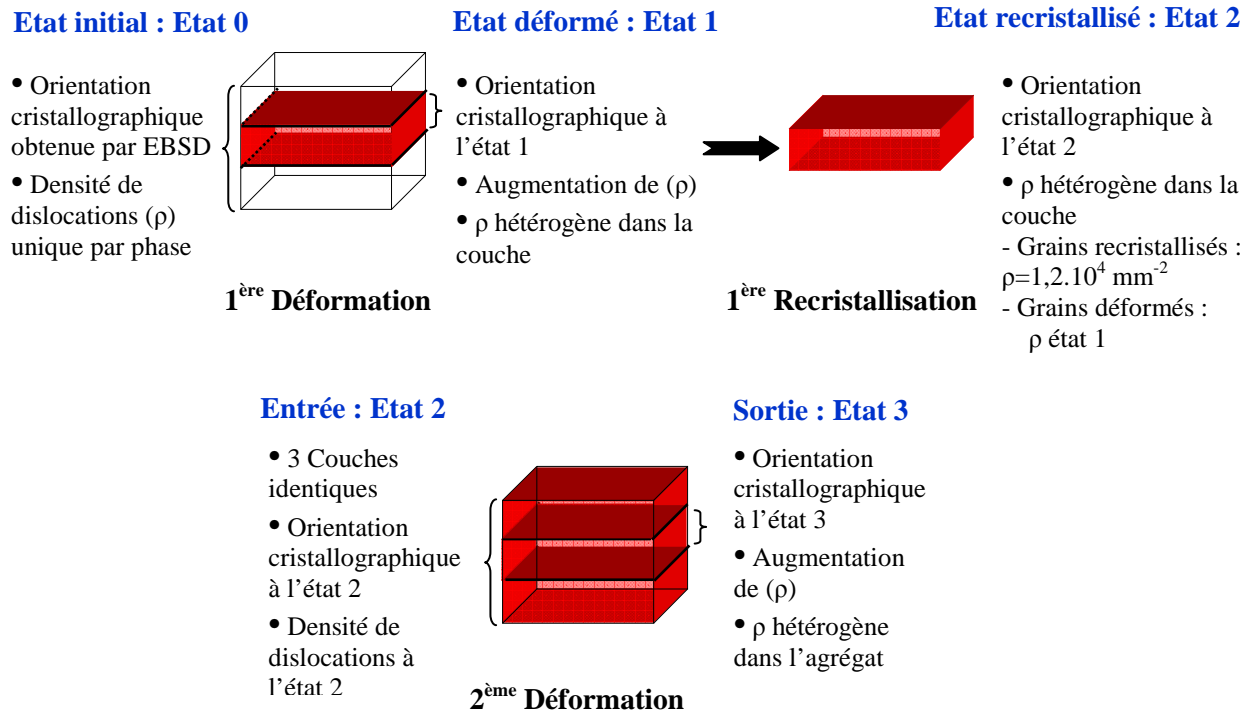 Etat initial : Etat 0
• Orientation
cristallographique
obtenue par EBSD
• Densité de
dislocations (ρ)
unique par phase
1ère Déformation
Etat déformé : Etat 1
• Orientation
cristallographique à
l’état 1
• Augmentation de (ρ)
• ρ hétérogène dans la
couche
1ère Recristallisation
Etat recristallisé : Etat 2
• Orientation
cristallographique à
l’état 2
• ρ hétérogène dans la
couche
- Grains recristallisés :
ρ=1,2.10⁴ mm⁻²
- Grains déformés :
ρ état 1
Entrée : Etat 2
• 3 Couches
identiques
• Orientation
cristallographique
à l’état 2
• Densité de
dislocations à
l’état 2
2ème Déformation
Sortie : Etat 3
• Orientation
cristallographique
à l’état 3
• Augmentation
de (ρ)
• ρ hétérogène
dans l’agrégat